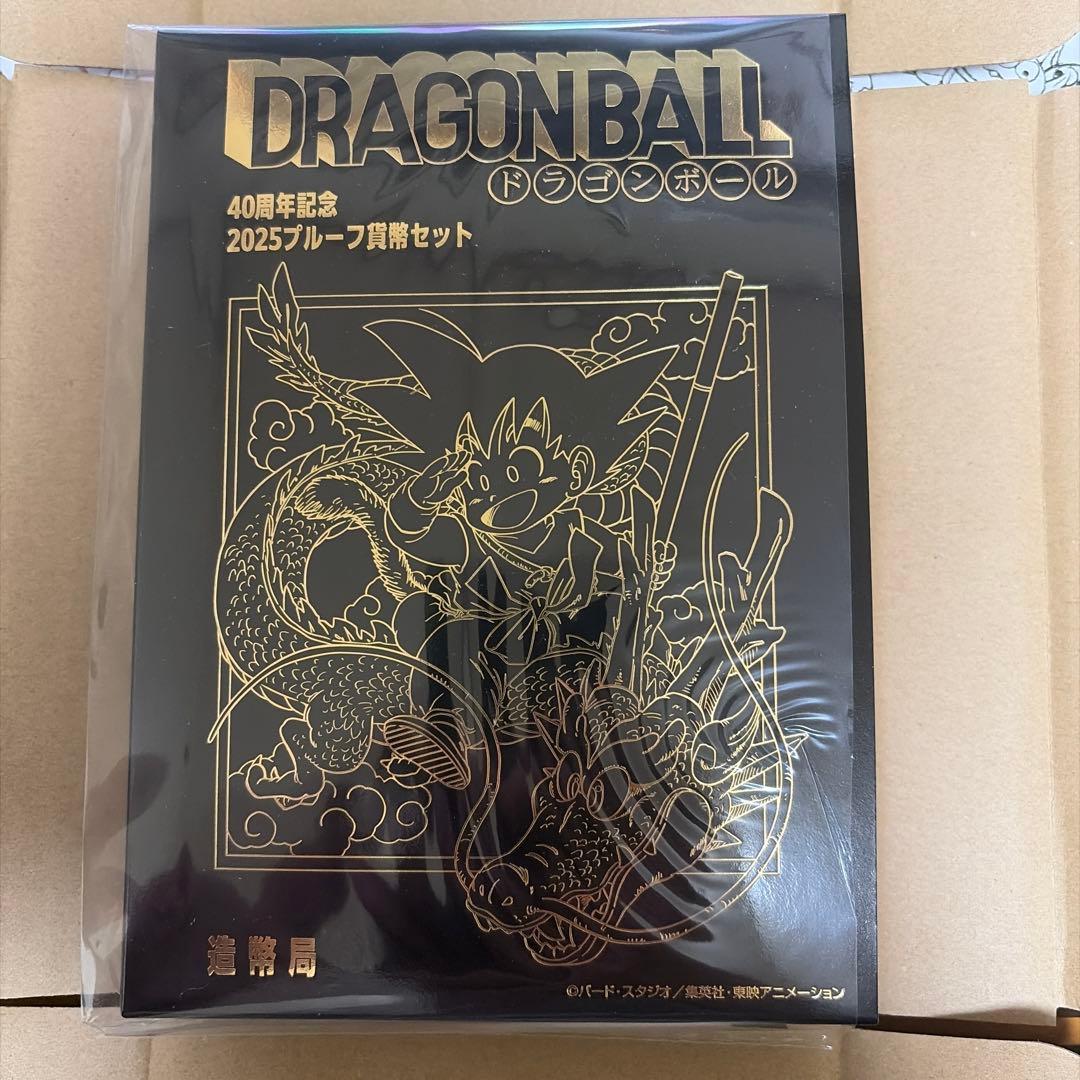 DRAGONBALL
ドラゴンボール
40周年記念
2025プルーフ貨幣セット
造幣局
©バード・スタジオ／集英社・東映アニメーション